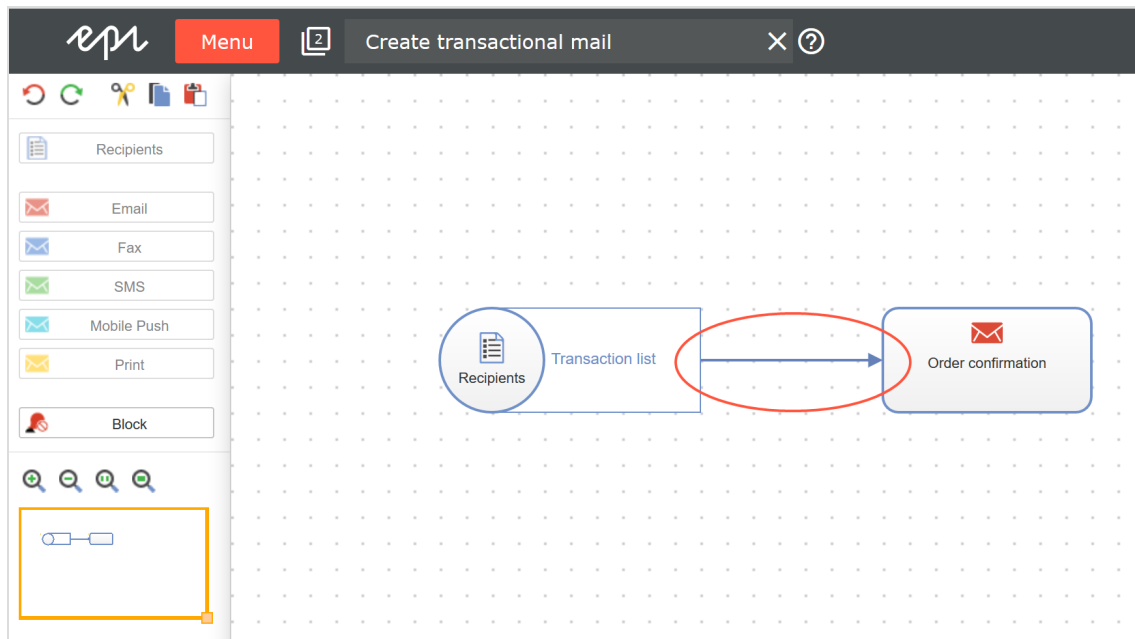 epi
Menu
2
Create transactional mail
Recipients
Email
Fax
SMS
Mobile Push
Print
Block
Recipients
Transaction list
Order confirmation